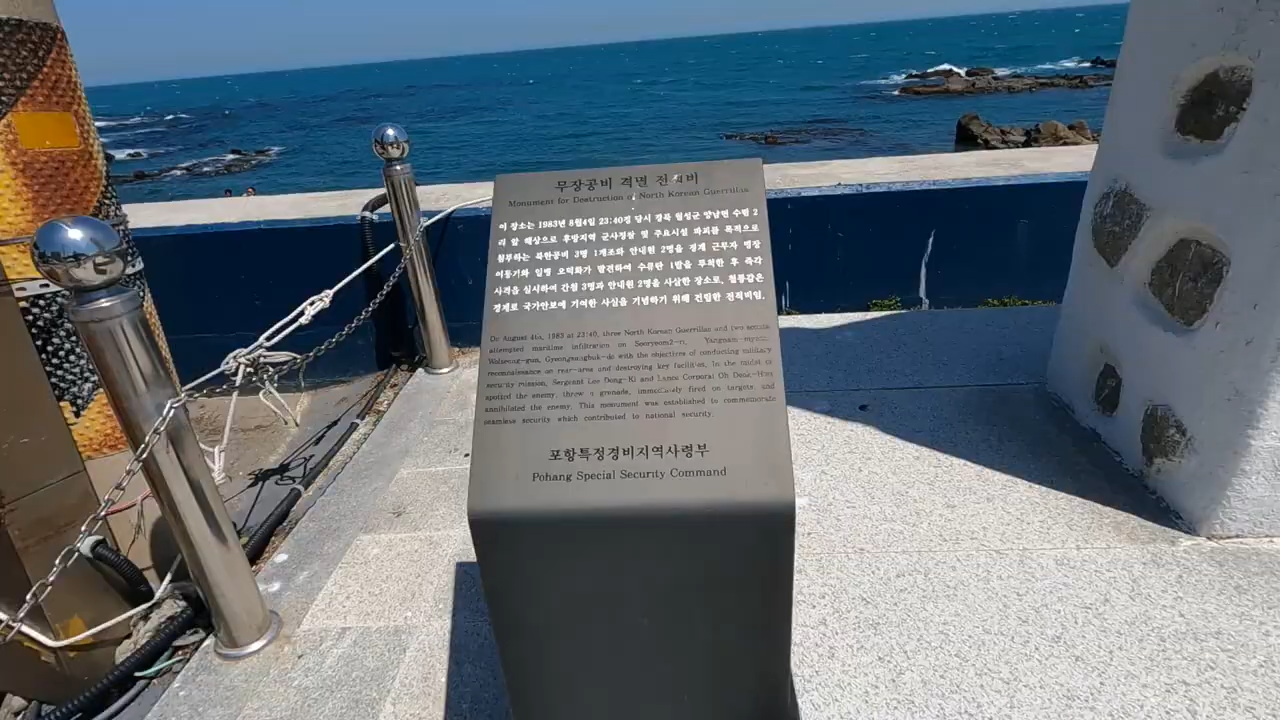 무장공비 격멸 전적비
Monument for Destruction of North Korean Guerrillas
이 장소는 1983년 8월4일 23:40경 당시 경북 월성군 양남면 수렴 2
리 앞 해상으로 후방지역 군사정찰 및 주요시설 파괴를 목적으로
침투하는 북한공비 3명 1개조와 안내원 2명을 경계 근무자 병장
이동기와 일병 오덕화가 발견하여 수류탄 1발을 투척한 후 즉각
사격을 실시하여 간첩 3명과 안내원 2명을 사살한 장소로, 철통같은
경계로 국가안보에 기여한 사실을 기념하기 위해 건립한 전적비임.
On August 4th, 1983 at 23:40, three North Korean Guerrillas and two
attempted maritime infiltration on Yangnam-myeon,
Wolseong-gun, Gyeongsangbuk-do with the objectives of conducting military
reconnaissance on rear-area and destroying key facilities. In the midst of
security mission, Sergeant Lee Dong-Ki and Lance Corporal Oh
spotted the enemy, threw a grenade, immediately fired on targets and
annihilated the enemy. This monument was established to commemorate
seamless security which contributed to national security.
포항특정경비지역사령부
Pohang Special Security Command